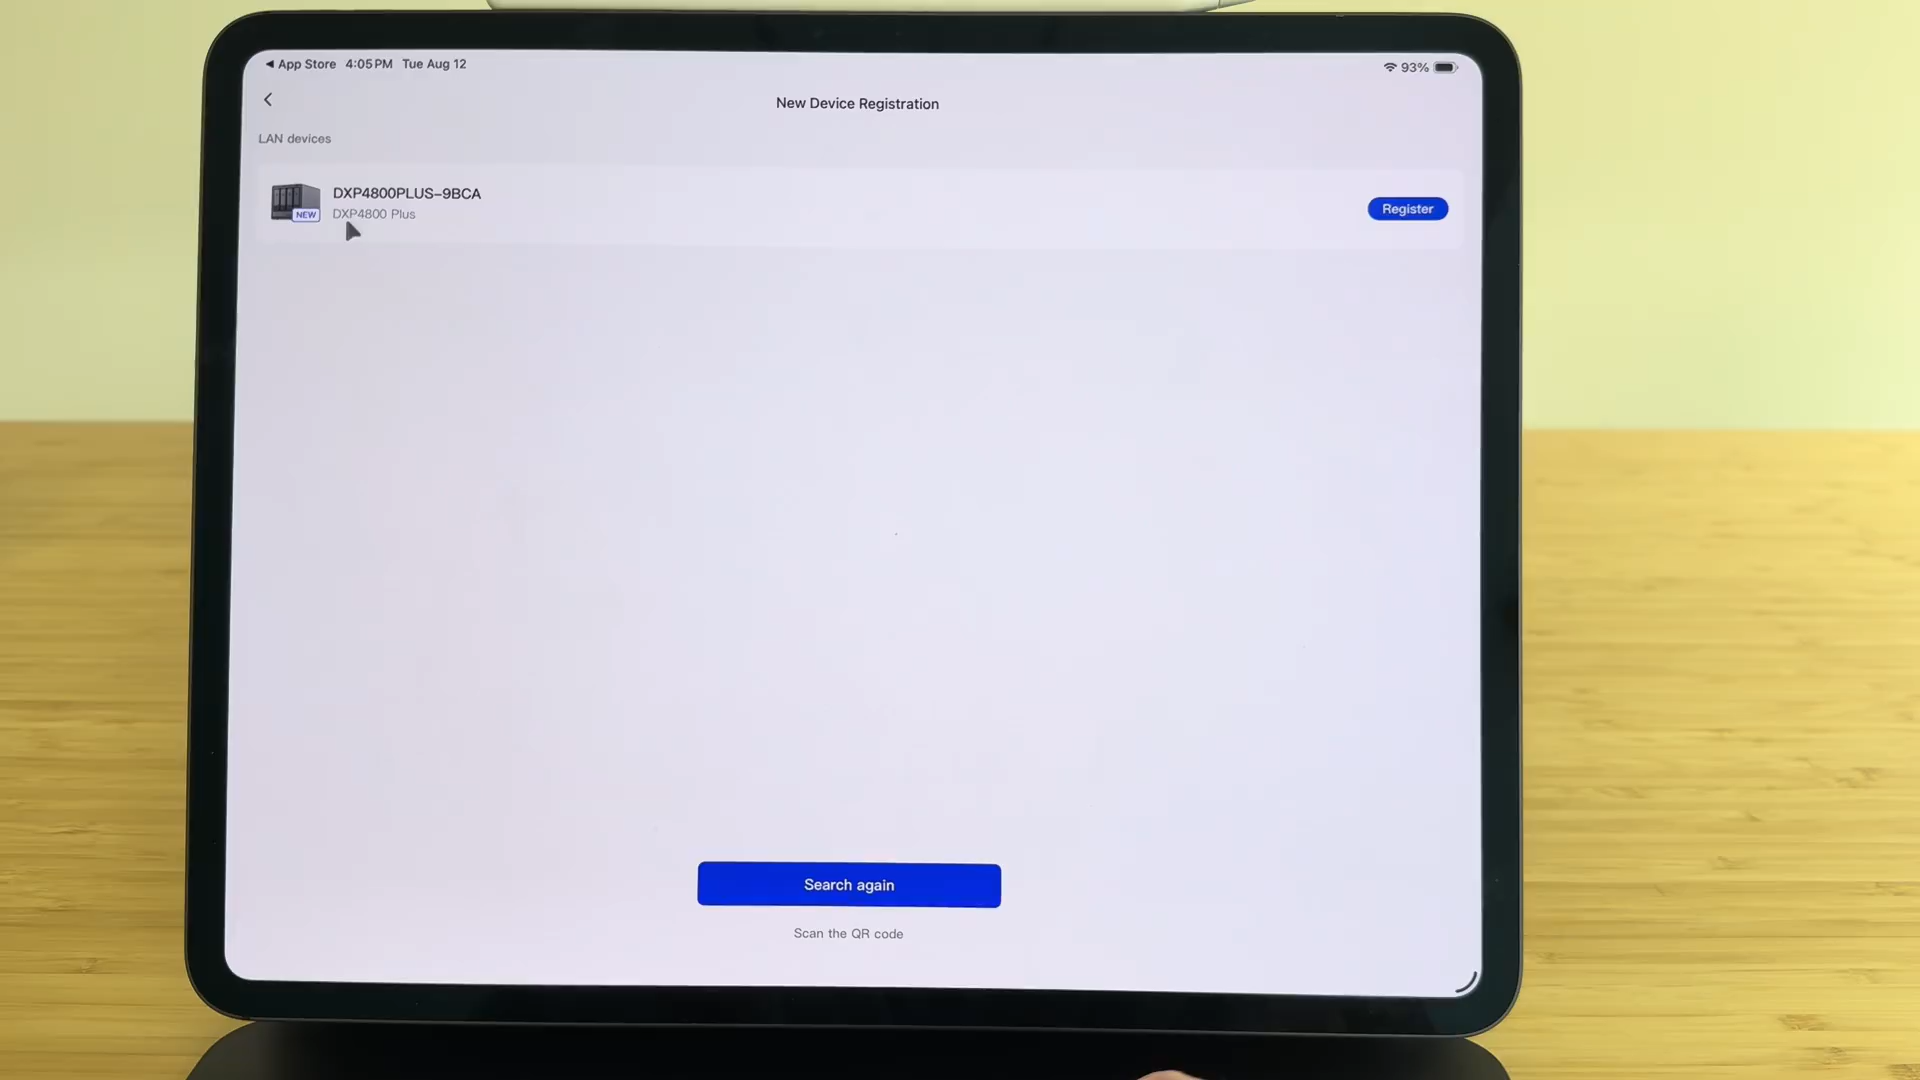 ◀ App Store 4:05 PM Tue Aug 12
93%
New Device Registration
LAN devices
DXP4800PLUS-9BCA
NEW
DXP4800 Plus
Register
Search again
Scan the QR code